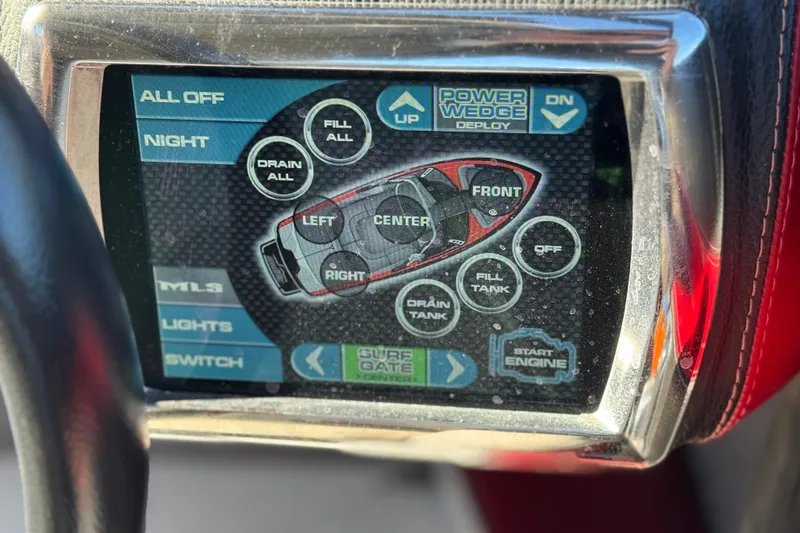 ALL OFF
NIGHT
FILL
ALL
DRAIN
ALL
UP
POWER
WEDGE
DEPLOY
DN
LEFT
CENTER
FRONT
RIGHT
OFF
FILL
TANK
DRAIN
TANK
MLS
LIGHTS
SWITCH
SURF
GATE
CENTER
START
ENGINE